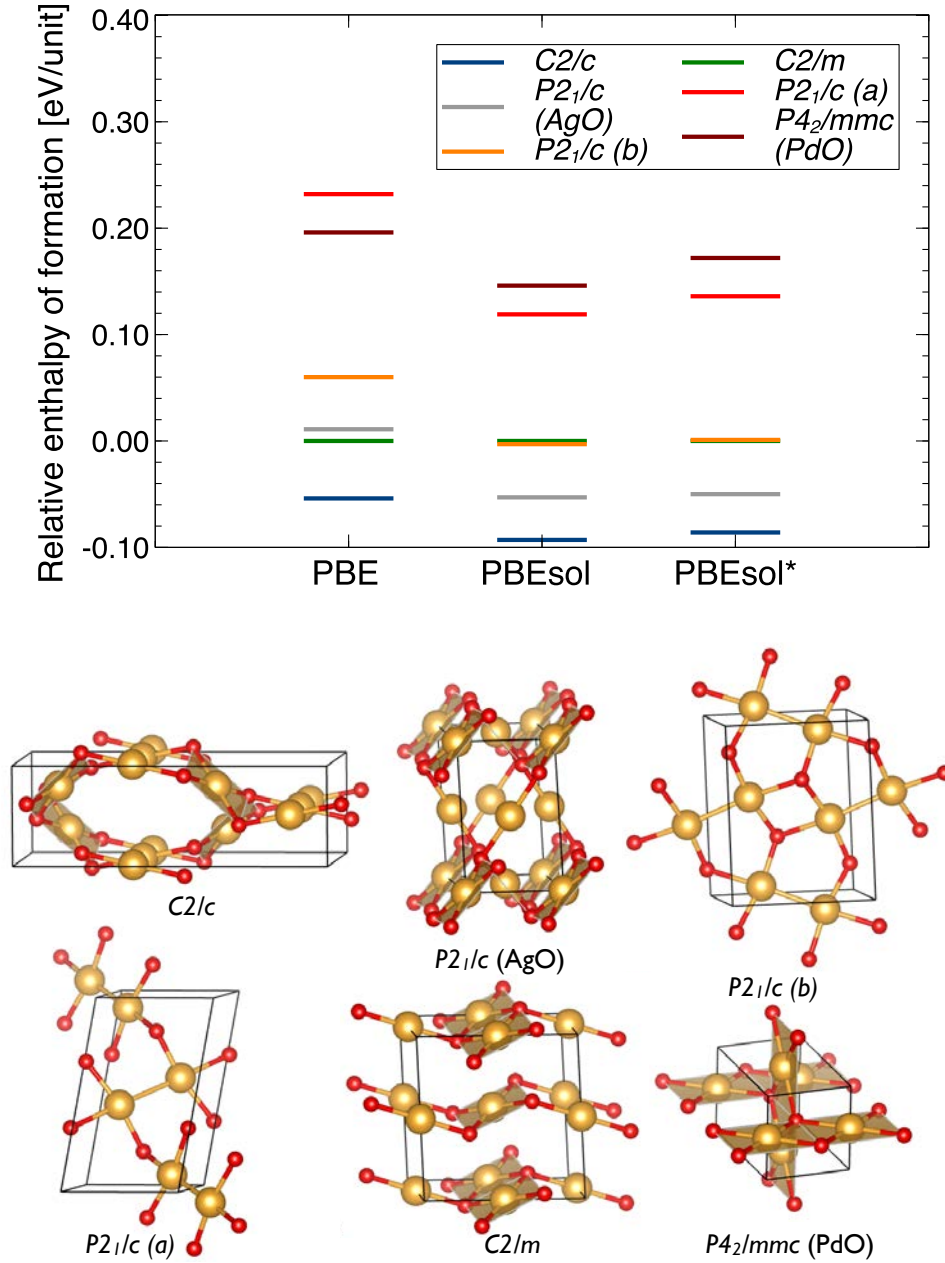 Relative enthalpy of formation [eV/unit]
0.40
0.30
0.20
0.10
0.00
-0.10
C2/c
P2₁/c
(AgO)
P2₁/c (b)
C2/m
P2₁/c (a)
P4₂/mmc
(PdO)
PBE
PBEsol
PBEsol*
C2/c
P2₁/c (AgO)
P2₁/c (b)
P2₁/c (a)
C2/m
P4₂/mmc (PdO)